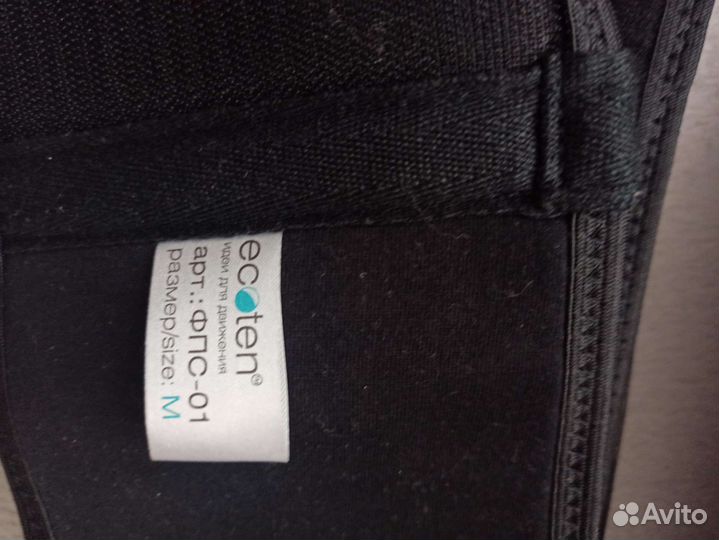 ecoten®
идеи для движения
арт.: ФПС-01
размер/size: M
Avito